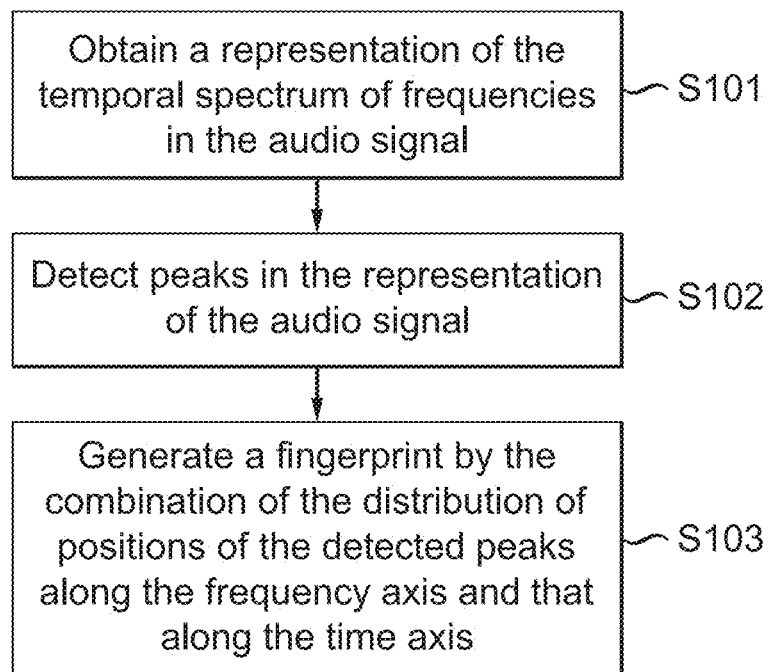 Obtain a representation of the
temporal spectrum of frequencies
in the audio signal
S101
Detect peaks in the representation
of the audio signal
S102
Generate a fingerprint by the
combination of the distribution of
positions of the detected peaks
along the frequency axis and that
along the time axis
S103